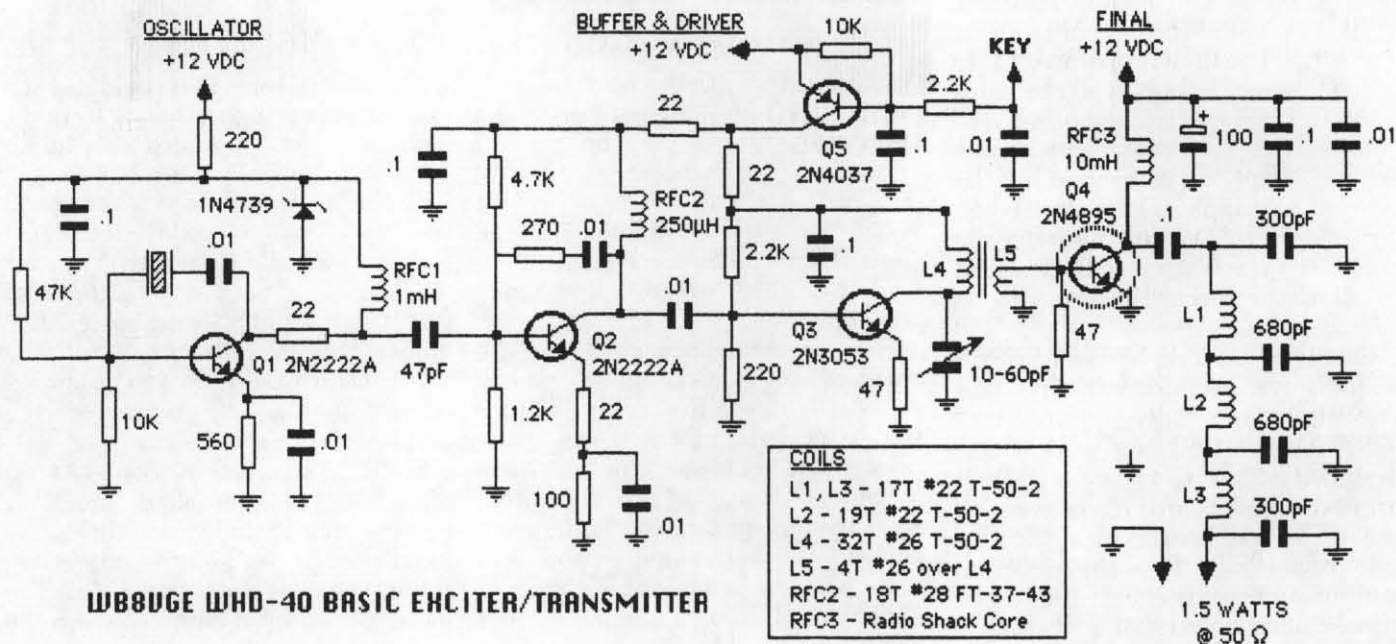 OSCILLATOR
+12 VDC
BUFFER & DRIVER
+12 VDC
10K
KEY
FINAL
+12 VDC
220
.1
1N4739
.01
47K
22
RFC1
1mH
Q1
2N2222A
47pF
10K
560
.01
.1
4.7K
22
RFC2
250µH
270
.01
.01
Q2
2N2222A
1.2K
22
100
.01
Q5
2N4037
2.2K
.1
.01
22
2.2K
.1
L4
L5
Q3
2N3053
220
47
10-60pF
RFC3
10mH
+
100
.1
.01
Q4
2N4895
.1
300pF
47
L1
680pF
L2
680pF
L3
300pF
1.5 WATTS
@ 50 Ω
COILS
L1, L3 - 17T #22 T-50-2
L2 - 19T #22 T-50-2
L4 - 32T #26 T-50-2
L5 - 4T #26 over L4
RFC2 - 18T #28 FT-37-43
RFC3 - Radio Shack Core
WB8VGE WHD-40 BASIC EXCITER/TRANSMITTER